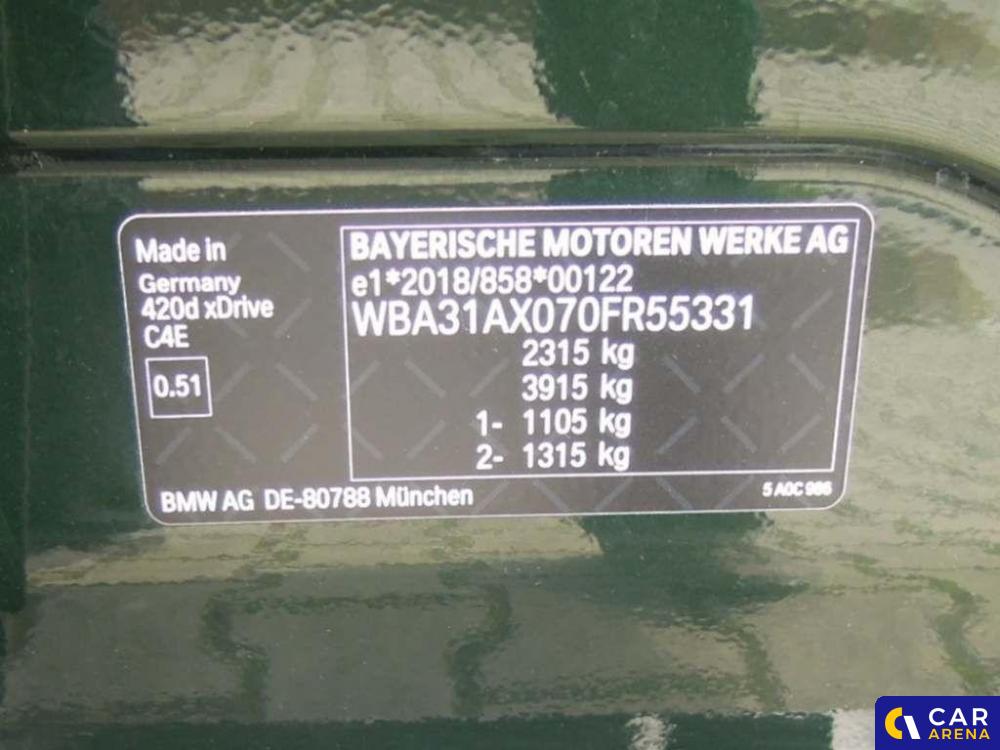 Made in
Germany
420d xDrive
C4E
0.51
BAYERISCHE MOTOREN WERKE AG
e1*2018/858*00122
WBA31AX070FR55331
2315 kg
3915 kg
1- 1105 kg
2- 1315 kg
BMW AG DE-80788 München
5 A0C 986
CAR
ARENA